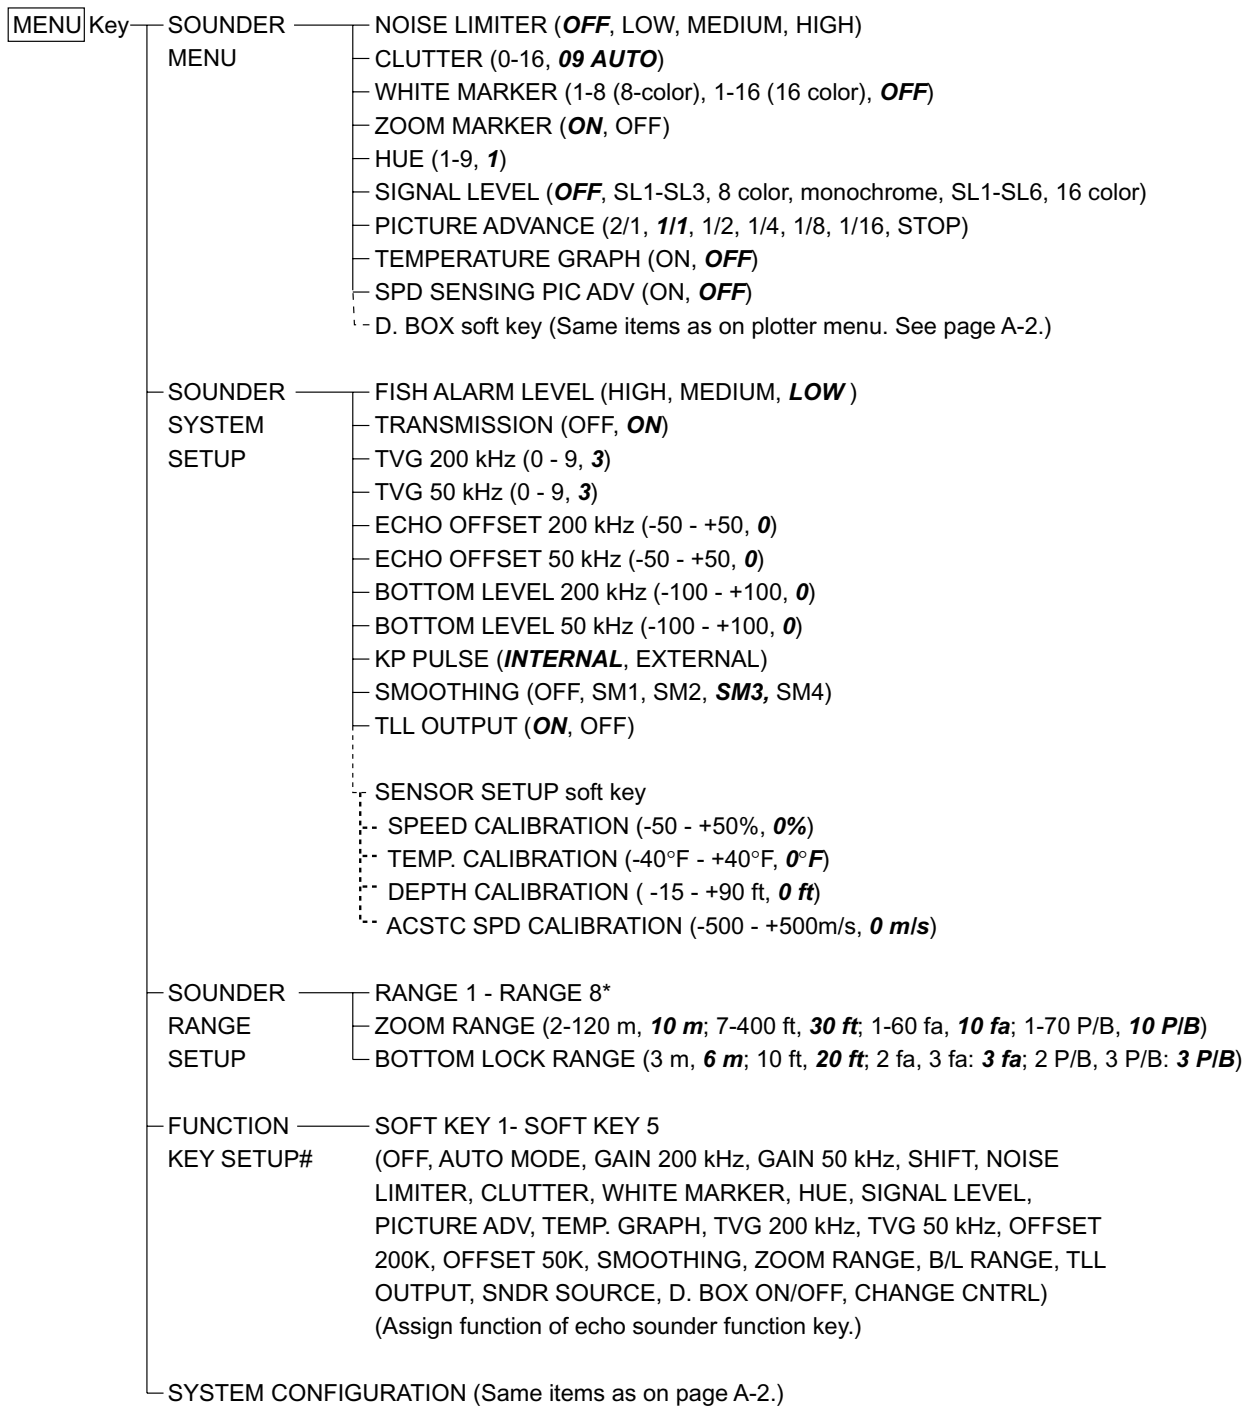 MENU Key SOUNDER NOISE LIMITER (OFF, LOW, MEDIUM, HIGH)
MENU CLUTTER (0-16, 09 AUTO)
WHITE MARKER (1-8 (8-color), 1-16 (16 color), OFF)
ZOOM MARKER (ON, OFF)
HUE (1-9, 1)
SIGNAL LEVEL (OFF, SL1-SL3, 8 color, monochrome, SL1-SL6, 16 color)
PICTURE ADVANCE (2/1, 1/1, 1/2, 1/4, 1/8, 1/16, STOP)
TEMPERATURE GRAPH (ON, OFF)
SPD SENSING PIC ADV (ON, OFF)
D. BOX soft key (Same items as on plotter menu. See page A-2.)
SOUNDER FISH ALARM LEVEL (HIGH, MEDIUM, LOW )
SYSTEM TRANSMISSION (OFF, ON)
SETUP TVG 200 kHz (0 - 9, 3)
TVG 50 kHz (0 - 9, 3)
ECHO OFFSET 200 kHz (-50 - +50, 0)
ECHO OFFSET 50 kHz (-50 - +50, 0)
BOTTOM LEVEL 200 kHz (-100 - +100, 0)
BOTTOM LEVEL 50 kHz (-100 - +100, 0)
KP PULSE (INTERNAL, EXTERNAL)
SMOOTHING (OFF, SM1, SM2, SM3, SM4)
TLL OUTPUT (ON, OFF)
SENSOR SETUP soft key
SPEED CALIBRATION (-50 - +50%, 0%)
TEMP. CALIBRATION (-40°F - +40°F, 0°F)
DEPTH CALIBRATION ( -15 - +90 ft, 0 ft)
ACSTC SPD CALIBRATION (-500 - +500m/s, 0 m/s)
SOUNDER RANGE 1 - RANGE 8*
RANGE ZOOM RANGE (2-120 m, 10 m; 7-400 ft, 30 ft; 1-60 fa, 10 fa; 1-70 P/B, 10 P/B)
SETUP BOTTOM LOCK RANGE (3 m, 6 m; 10 ft, 20 ft; 2 fa, 3 fa: 3 fa; 2 P/B, 3 P/B: 3 P/B)
FUNCTION SOFT KEY 1- SOFT KEY 5
KEY SETUP# (OFF, AUTO MODE, GAIN 200 kHz, GAIN 50 kHz, SHIFT, NOISE
LIMITER, CLUTTER, WHITE MARKER, HUE, SIGNAL LEVEL,
PICTURE ADV, TEMP. GRAPH, TVG 200 kHz, TVG 50 kHz, OFFSET
200K, OFFSET 50K, SMOOTHING, ZOOM RANGE, B/L RANGE, TLL
OUTPUT, SNDR SOURCE, D. BOX ON/OFF, CHANGE CNTRL)
(Assign function of echo sounder function key.)
SYSTEM CONFIGURATION (Same items as on page A-2.)